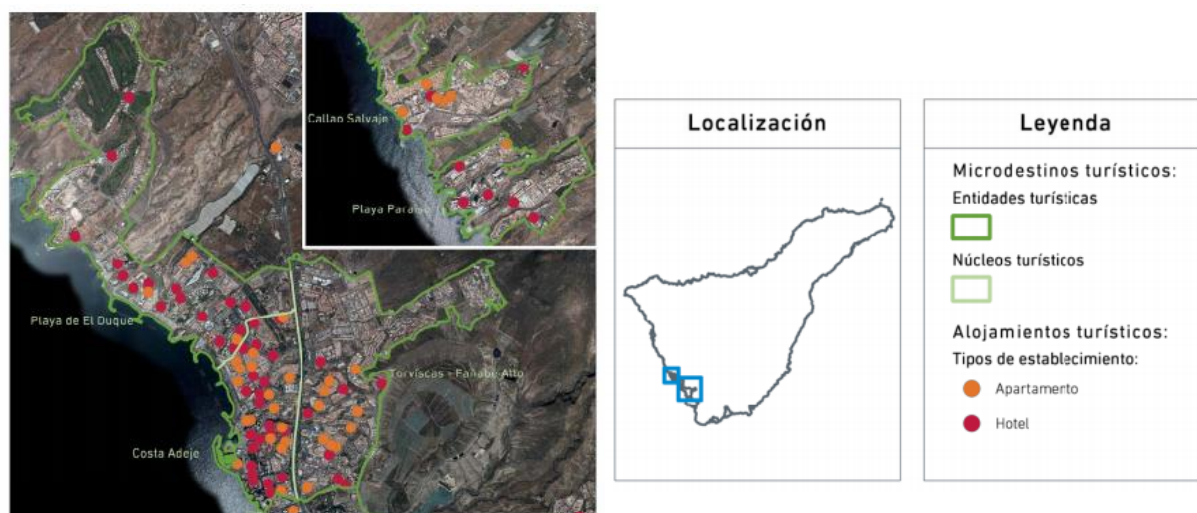 Callao Salvaje
Playa Paraíso
Playa de El Duque
Torviscas - Fañabé Alto
Costa Adeje
Localización
Leyenda
Microdestinos turísticos:
Entidades turísticas
Núcleos turísticos
Alojamientos turísticos:
Tipos de establecimiento:
Apartamento
Hotel